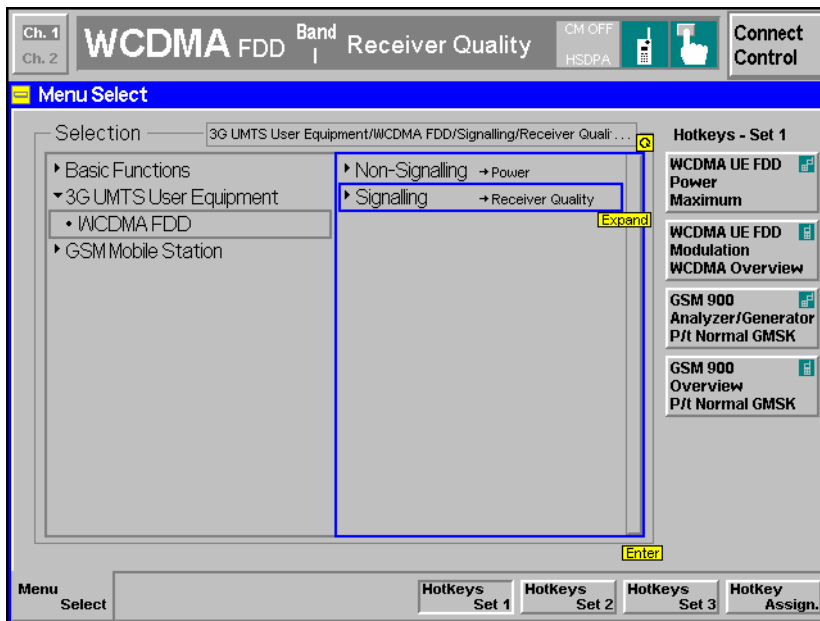 Ch. 1
Ch. 2
WCDMA FDD Band I Receiver Quality
CM OFF
HSDPA
Connect
Control
Menu Select
Selection
3G UMTS User Equipment/WCDMA FDD/Signalling/Receiver Qualit ...
Basic Functions
3G UMTS User Equipment
WCDMA FDD
GSM Mobile Station
Non-Signalling → Power
Signalling → Receiver Quality
Expand
Enter
Hotkeys - Set 1
WCDMA UE FDD
Power
Maximum
WCDMA UE FDD
Modulation
WCDMA Overview
GSM 900
Analyzer/Generator
P/t Normal GMSK
GSM 900
Overview
P/t Normal GMSK
Menu
Select
Hotkeys
Set 1
Hotkeys
Set 2
Hotkeys
Set 3
Hotkey
Assign.